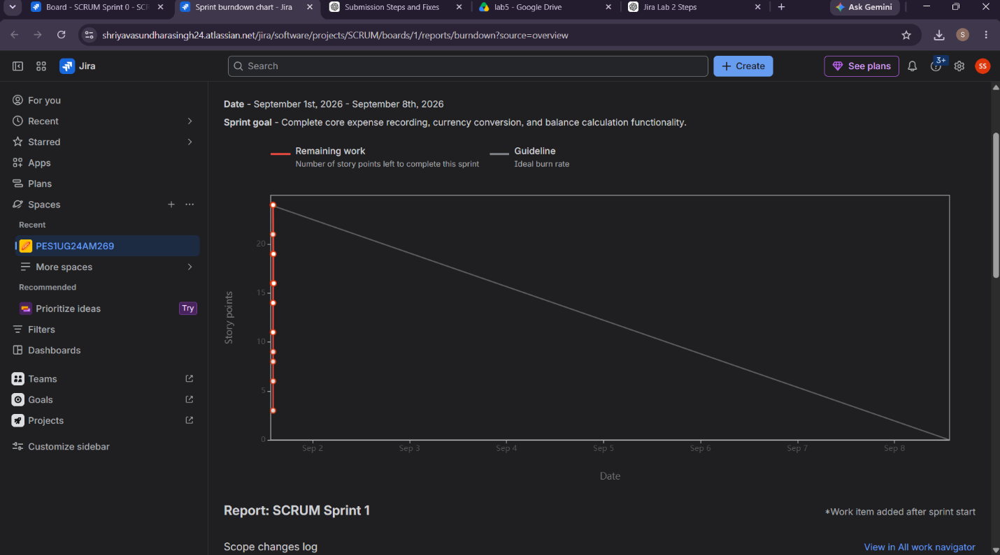 Board - SCRUM Sprint 0 - SCR
Sprint burndown chart - Jira
Submission Steps and Fixes
lab5 - Google Drive
Jira Lab 2 Steps
Ask Gemini
shriyavasundharasingh24.atlassian.net/jira/software/projects/SCRUM/boards/1/reports/burndown?source=overview
S
Jira
Search
+ Create
See plans
3+
SS
For you
Recent
Starred
Apps
Plans
Spaces
Recent
PES1UG24AM269
More spaces
Recommended
Prioritize ideas
Try
Filters
Dashboards
Teams
Goals
Projects
Customize sidebar
Date - September 1st, 2026 - September 8th, 2026
Sprint goal - Complete core expense recording, currency conversion, and balance calculation functionality.
Remaining work
Number of story points left to complete this sprint
Guideline
Ideal burn rate
Story points
20
15
10
5
0
Sep 2
Sep 3
Sep 4
Sep 5
Sep 6
Sep 7
Sep 8
Date
Report: SCRUM Sprint 1
*Work item added after sprint start
Scope changes log
View in All work navigator